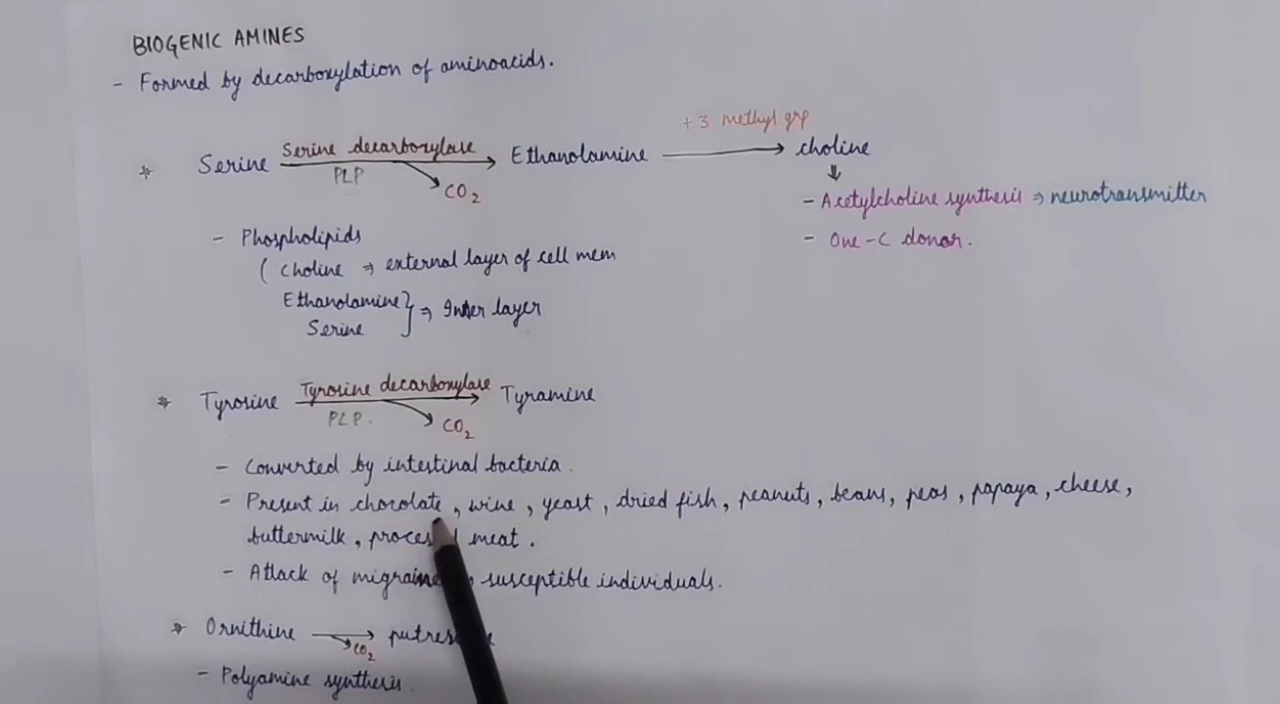 BIOGENIC AMINES
- Formed by decarboxylation of aminoacids.
* Serine Serine decarboxylase PLP CO2 → Ethanolamine +3 methyl grp → choline
⇓
- Acetylcholine synthesis ⇒ neurotransmitter
- One-C donor.
- Phospholipids
( Choline ⇒ external layer of cell mem
Ethanolamine } ⇒ Inner layer
Serine
* Tyrosine Tyrosine decarboxylase PLP. CO2 → Tyramine
- Converted by intestinal bacteria.
- Present in chocolate, wine, yeast, dried fish, peanuts, beans, peas, papaya, cheese,
buttermilk, meat.
- Attack of migraine susceptible individuals.
* Ornithine → CO2
- Polyamine synthesis.